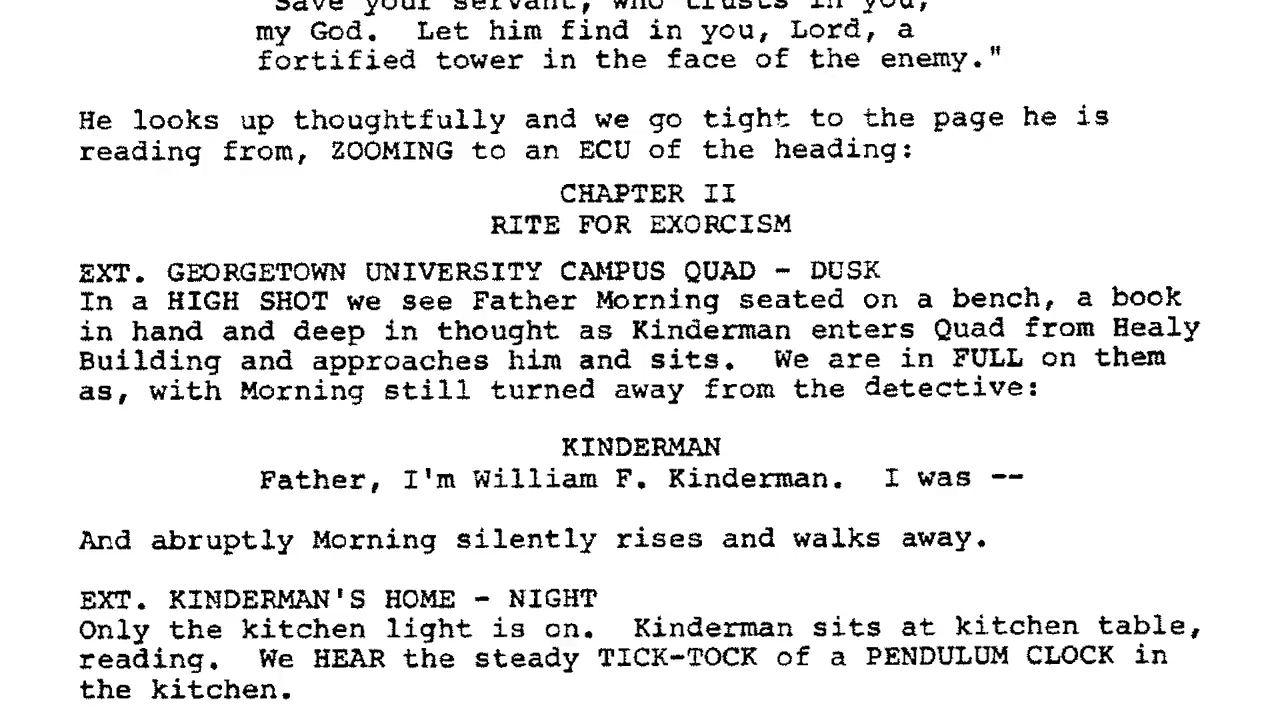 "Save your servant, who trusts in you,
my God.  Let him find in you, Lord, a
fortified tower in the face of the enemy."
He looks up thoughtfully and we go tight to the page he is
reading from, ZOOMING to an ECU of the heading:
CHAPTER II
RITE FOR EXORCISM
EXT. GEORGETOWN UNIVERSITY CAMPUS QUAD - DUSK
In a HIGH SHOT we see Father Morning seated on a bench, a book
in hand and deep in thought as Kinderman enters Quad from Healy
Building and approaches him and sits.  We are in FULL on them
as, with Morning still turned away from the detective:
KINDERMAN
Father, I'm William F. Kinderman.  I was --
And abruptly Morning silently rises and walks away.
EXT. KINDERMAN'S HOME - NIGHT
Only the kitchen light is on.  Kinderman sits at kitchen table,
reading.  We HEAR the steady TICK-TOCK of a PENDULUM CLOCK in
the kitchen.